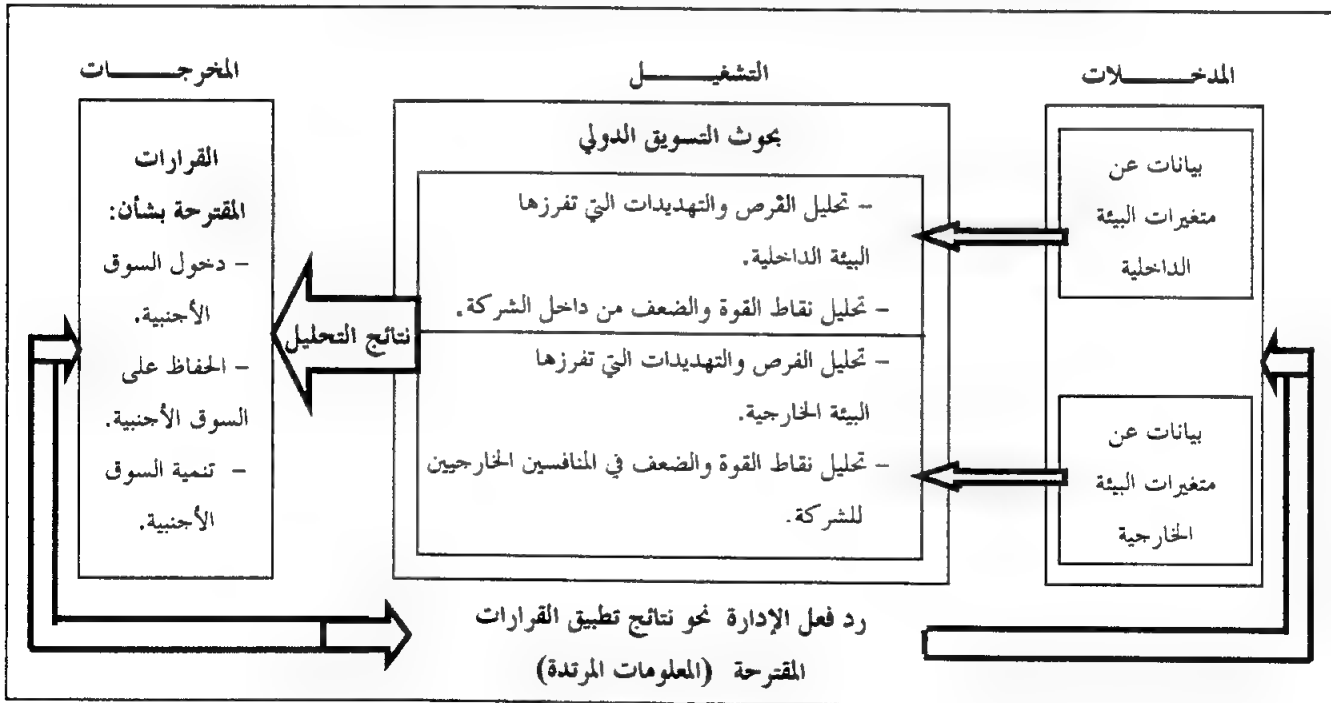 المدخـــــلات
بيانات عن
متغيرات البيئة
الداخلية
بيانات عن
متغيرات البيئة
الخارجية
التشغيـــــل
بحوث التسويق الدولي
- تحليل الفرص والتهديدات التي تفرزها
البيئة الداخلية.
- تحليل نقاط القوة والضعف من داخل الشركة.
- تحليل الفرص والتهديدات التي تفرزها
البيئة الخارجية.
- تحليل نقاط القوة والضعف في المنافسين الخارجيين
للشركة.
نتائج التحليل
المخرجـــــات
القرارات
المقترحة بشأن:
- دخول السوق
الأجنبية.
- الحفاظ على
السوق الأجنبية.
- تنمية السوق
الأجنبية.
رد فعل الإدارة نحو نتائج تطبيق القرارات
المقترحة (المعلومات المرتدة)